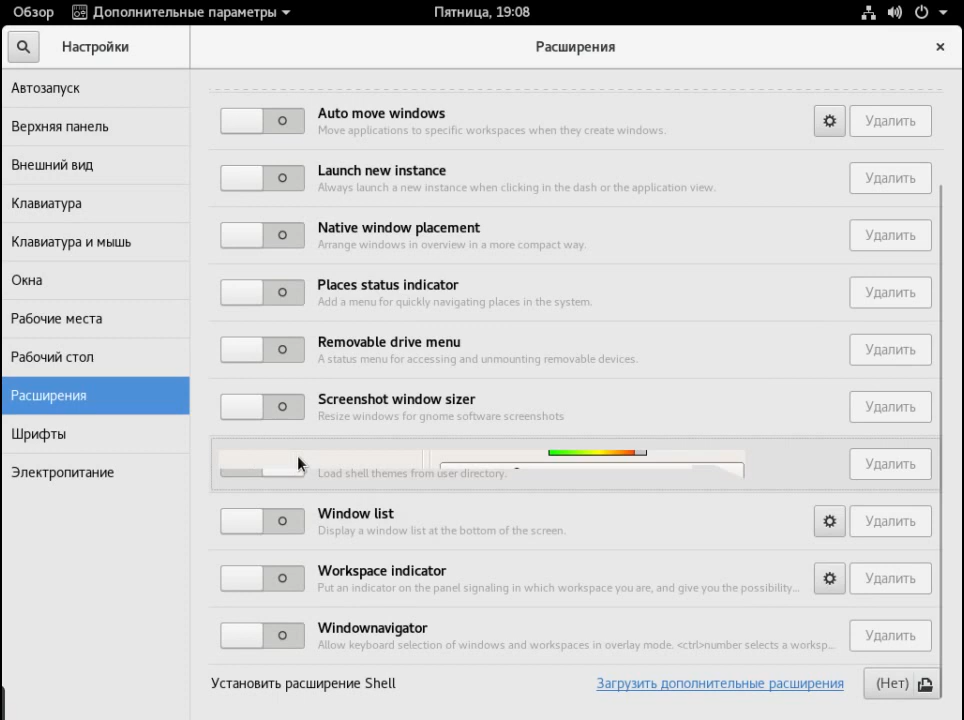 Обзор Дополнительные параметры Пятница, 19:08
Настройки Расширения
Автозапуск
Верхняя панель
Внешний вид
Клавиатура
Клавиатура и мышь
Окна
Рабочие места
Рабочий стол
Расширения
Шрифты
Электропитание
Auto move windows
Move applications to specific workspaces when they create windows.
Удалить
Launch new instance
Always launch a new instance when clicking in the dash or the application view.
Удалить
Native window placement
Arrange windows in overview in a more compact way.
Удалить
Places status indicator
Add a menu for quickly navigating places in the system.
Удалить
Removable drive menu
A status menu for accessing and unmounting removable devices.
Удалить
Screenshot window sizer
Resize windows for gnome software screenshots
Удалить
Load shell themes from user directory.
Удалить
Window list
Display a window list at the bottom of the screen.
Удалить
Workspace indicator
Put an indicator on the panel signaling in which workspace you are, and give you the possibility...
Удалить
Windownavigator
Allow keyboard selection of windows and workspaces in overlay mode. <ctrl>number selects a worksp...
Удалить
Установить расширение Shell Загрузить дополнительные расширения (Нет)